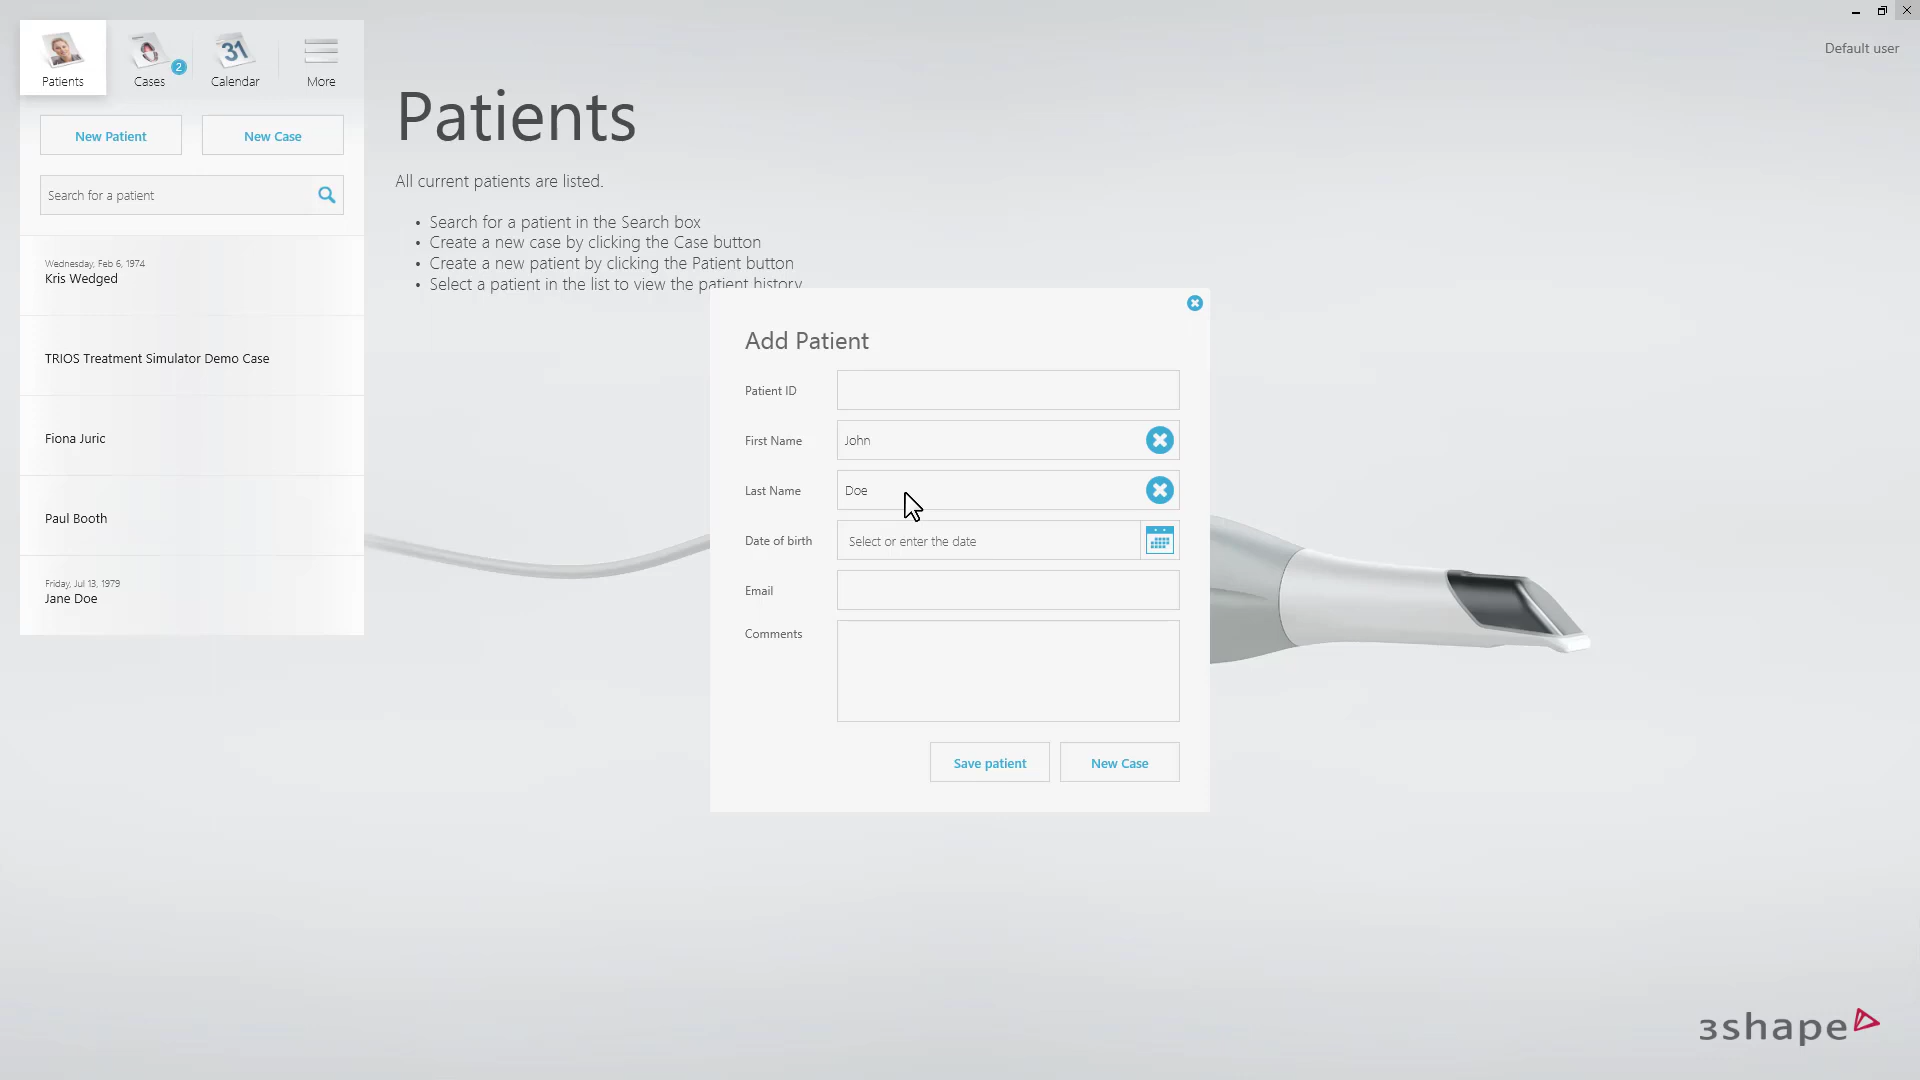 Default user
Patients
Cases
2
31
Calendar
More
New Patient
New Case
Search for a patient
Wednesday, Feb 6, 1974
Kris Wedged
TRIOS Treatment Simulator Demo Case
Fiona Juric
Paul Booth
Friday, Jul 13, 1979
Jane Doe
Patients
All current patients are listed.
• Search for a patient in the Search box
• Create a new case by clicking the Case button
• Create a new patient by clicking the Patient button
• Select a patient in the list to view the patient history
Add Patient
Patient ID
First Name
John
Last Name
Doe
Date of birth
Select or enter the date
Email
Comments
Save patient
New Case
3shape